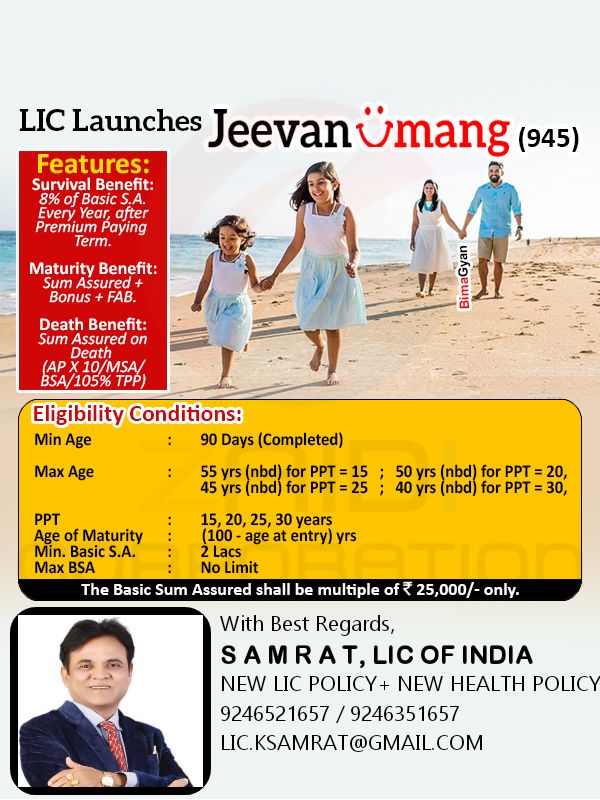 LIC Launches Jeevan Umang (945)
Features:
Survival Benefit:
8% of Basic S.A.
Every Year, after
Premium Paying
Term.
Maturity Benefit:
Sum Assured +
Bonus + FAB.
Death Benefit:
Sum Assured on
Death
(AP X 10/MSA/
BSA/105% TPP)
BimaGyan
Eligibility Conditions:
Min Age : 90 Days (Completed)
Max Age : 55 yrs (nbd) for PPT = 15 ; 50 yrs (nbd) for PPT = 20,
45 yrs (nbd) for PPT = 25 ; 40 yrs (nbd) for PPT = 30,
PPT : 15, 20, 25, 30 years
Age of Maturity : (100 - age at entry) yrs
Min. Basic S.A. : 2 Lacs
Max BSA : No Limit
ZAIDI
CORPORATION
The Basic Sum Assured shall be multiple of ₹ 25,000/- only.
With Best Regards,
S A M R A T, LIC OF INDIA
NEW LIC POLICY+ NEW HEALTH POLICY
9246521657 / 9246351657
LIC.KSAMRAT@GMAIL.COM